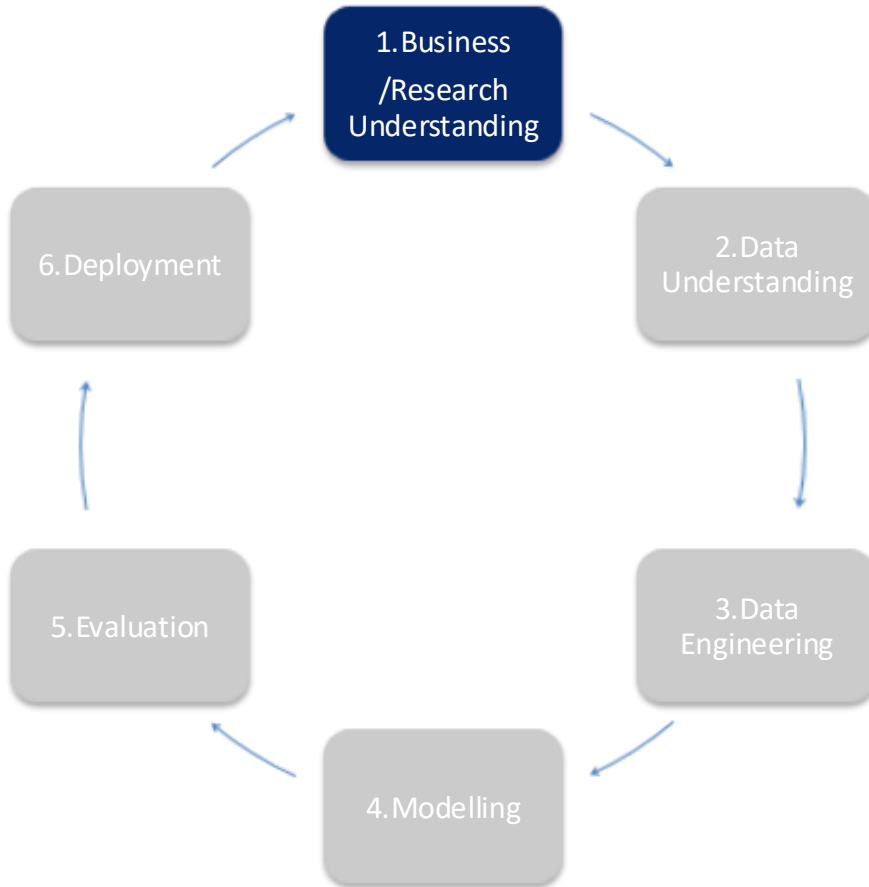 1.Business
/Research
Understanding
2.Data
Understanding
3.Data
Engineering
4.Modelling
5.Evaluation
6.Deployment